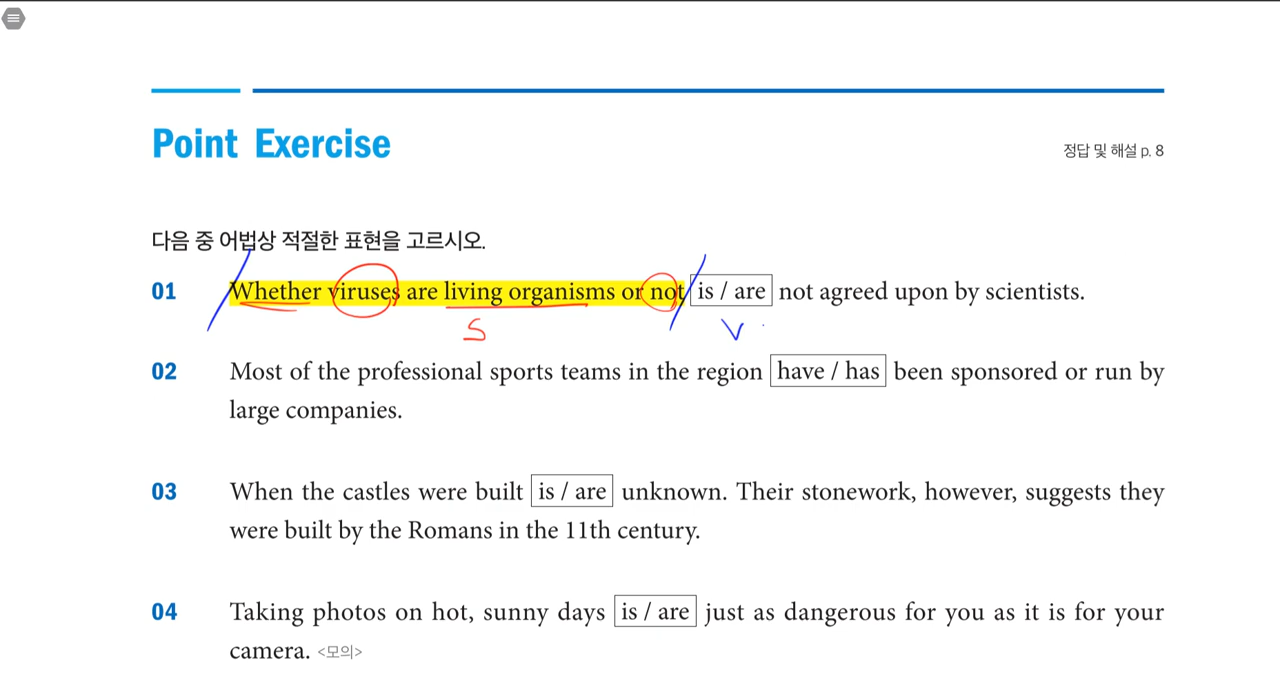 Point Exercise
정답 및 해설 p. 8
다음 중 어법상 적절한 표현을 고르시오.
01 Whether viruses are living organisms or not is / are not agreed upon by scientists.
S V
02 Most of the professional sports teams in the region have / has been sponsored or run by
large companies.
03 When the castles were built is / are unknown. Their stonework, however, suggests they
were built by the Romans in the 11th century.
04 Taking photos on hot, sunny days is / are just as dangerous for you as it is for your
camera. <모의>